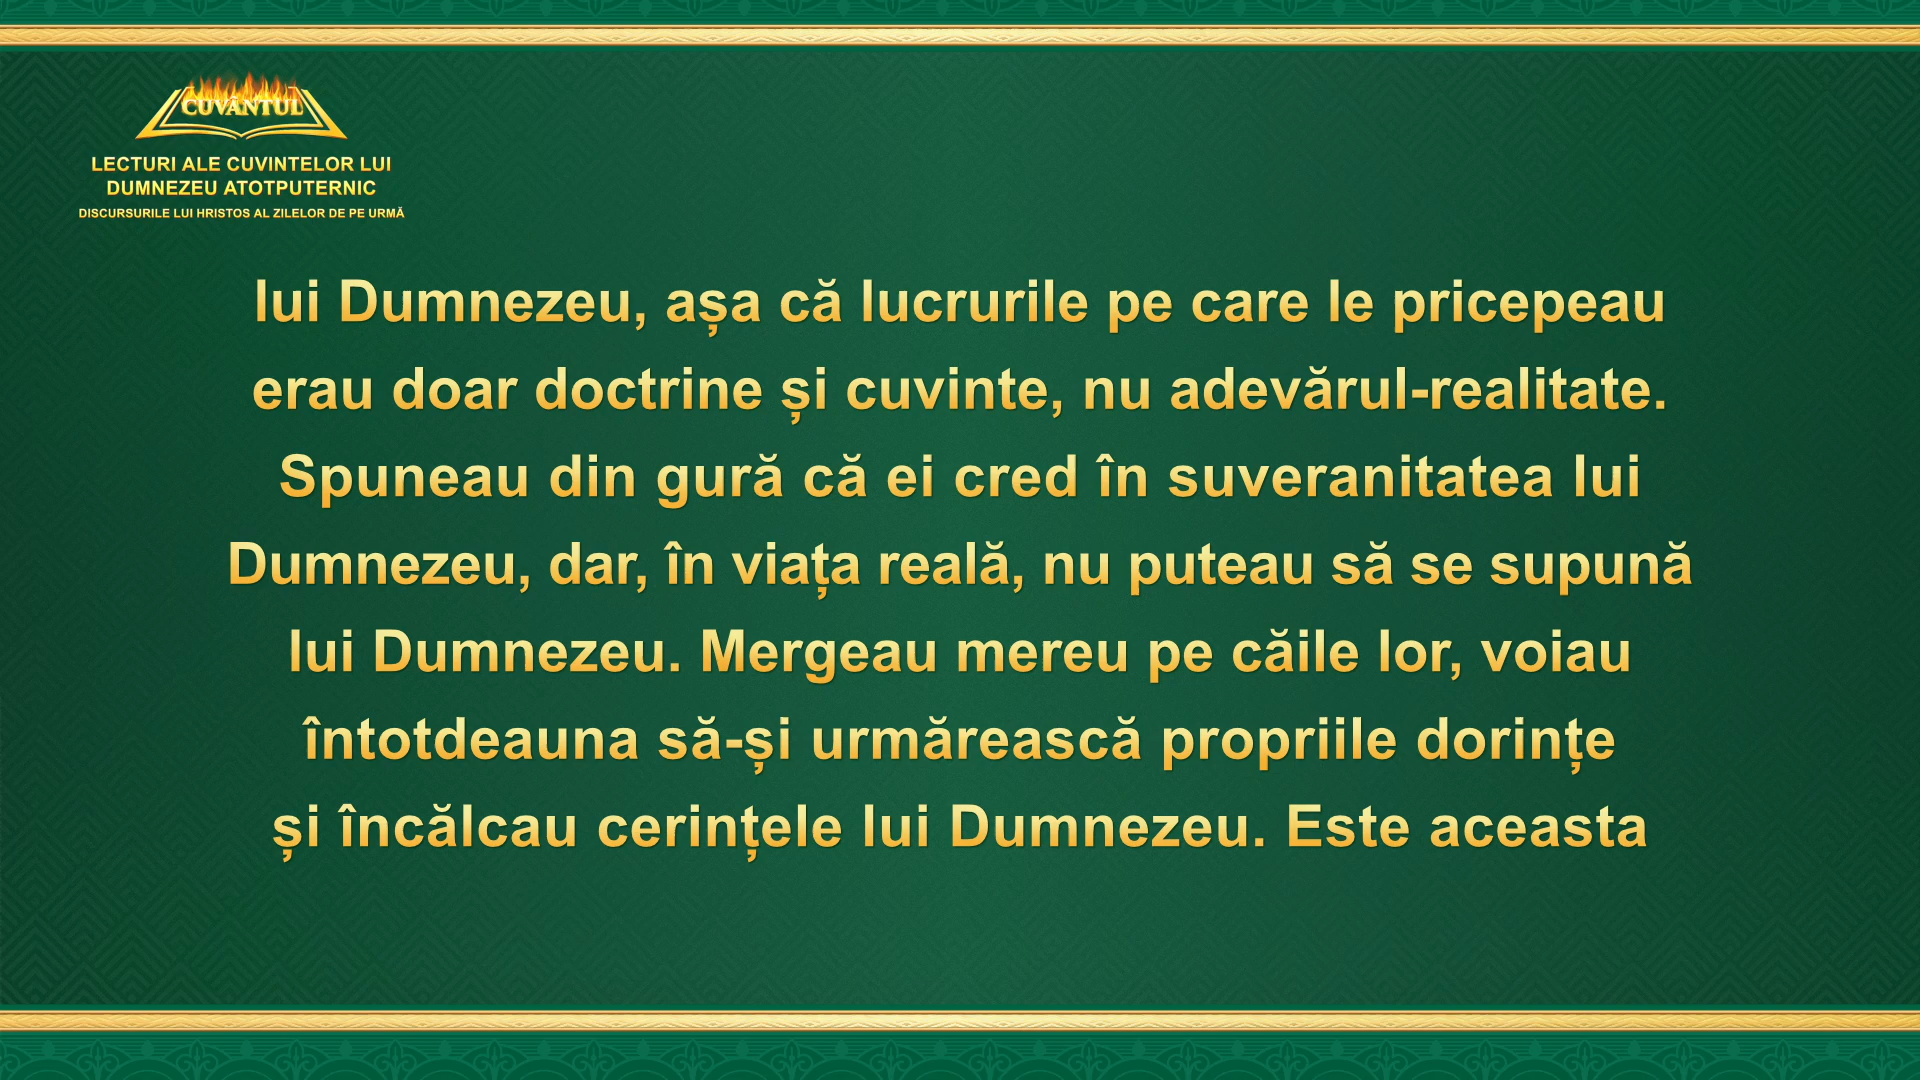 CUVÂNTUL
LECTURI ALE CUVINTELOR LUI
DUMNEZEU ATOTPUTERNIC
DISCURSURILE LUI HRISTOS AL ZILELOR DE PE URMĂ
lui Dumnezeu, așa că lucrurile pe care le pricepeau
erau doar doctrine și cuvinte, nu adevărul-realitate.
Spuneau din gură că ei cred în suveranitatea lui
Dumnezeu, dar, în viața reală, nu puteau să se supună
lui Dumnezeu. Mergeau mereu pe căile lor, voiau
întotdeauna să-și urmărească propriile dorințe
și încălcau cerințele lui Dumnezeu. Este aceasta